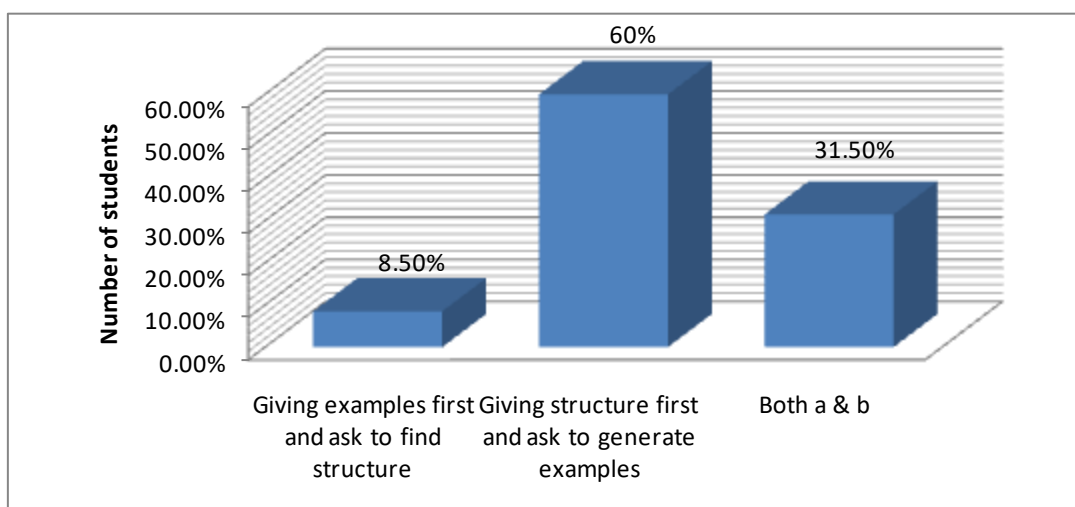 60%
31.50%
8.50%
Number of students
60.00%
50.00%
40.00%
30.00%
20.00%
10.00%
0.00%
Giving examples first
and ask to find
structure
Giving structure first
and ask to generate
examples
Both a & b